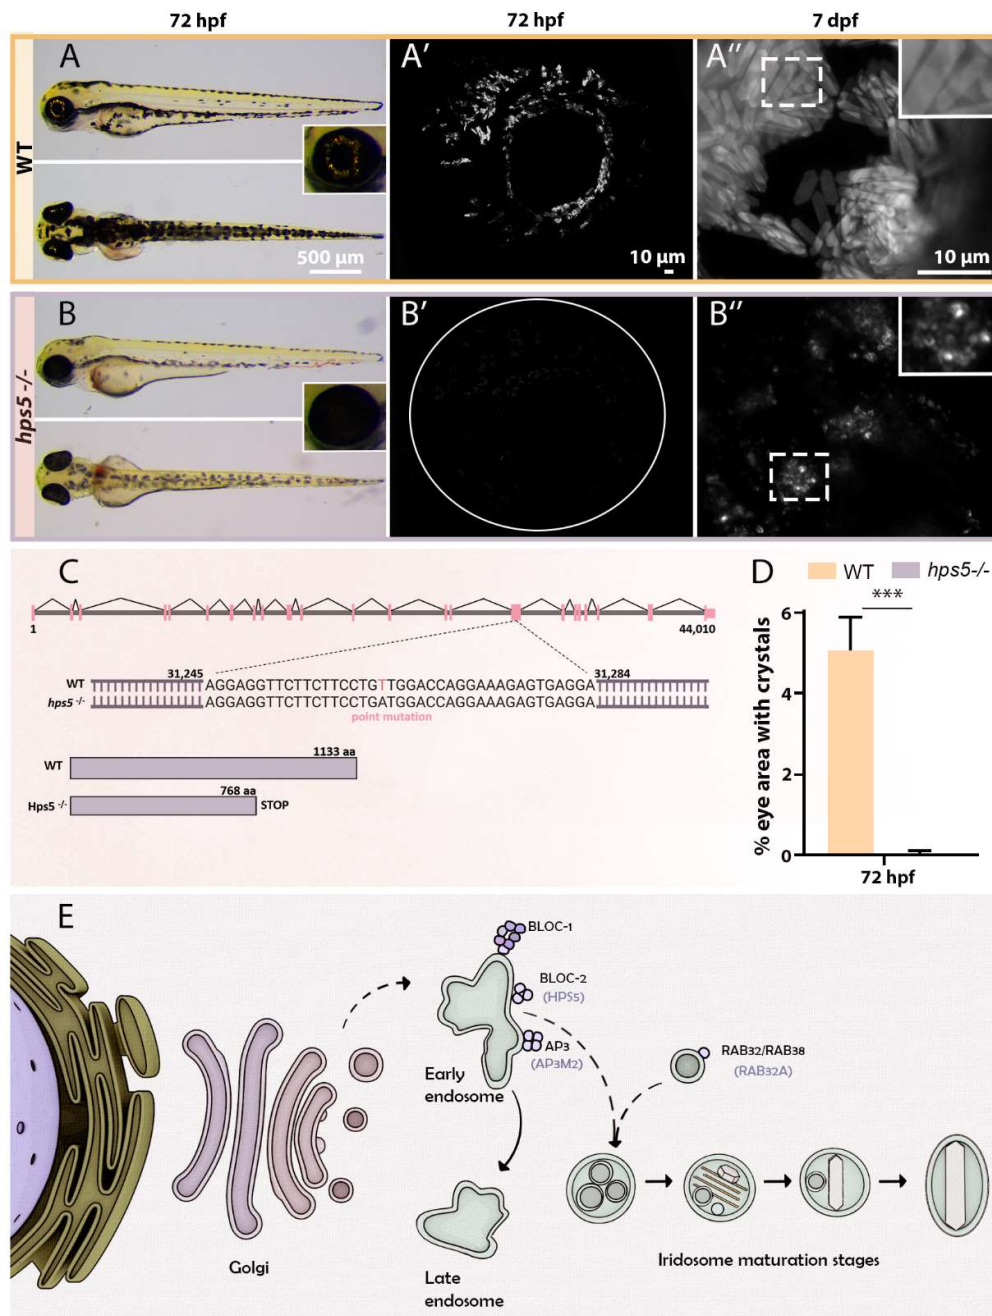 72 hpf
72 hpf
7 dpf
WT
A
500 µm
A′
10 µm
A″
10 µm
hps5 -/-
B
B′
B″
C
1
44,010
31,245
31,284
WT
AGGAGGTTCTTCTTCCTGTTGGACCAGGAAAGAGTGAGGA
hps5 -/-
AGGAGGTTCTTCTTCCTGATGGACCAGGAAAGAGTGAGGA
point mutation
WT
1133 aa
Hps5 -/-
768 aa
STOP
D
WT
hps5-/-
***
% eye area with crystals
6
4
2
0
72 hpf
E
BLOC-1
BLOC-2
(HPS5)
AP3
(AP3M2)
RAB32/RAB38
(RAB32A)
Early
endosome
Golgi
Late
endosome
Iridosome maturation stages